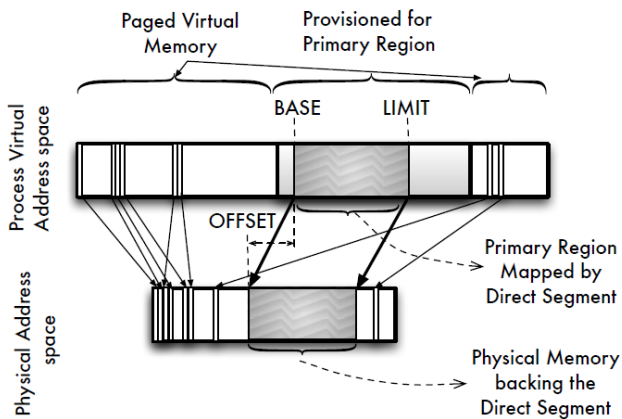 Paged Virtual
Memory
Provisioned for
Primary Region
BASE
LIMIT
Process Virtual
Address space
OFFSET
Primary Region
Mapped by
Direct Segment
Physical Address
space
Physical Memory
backing the
Direct Segment